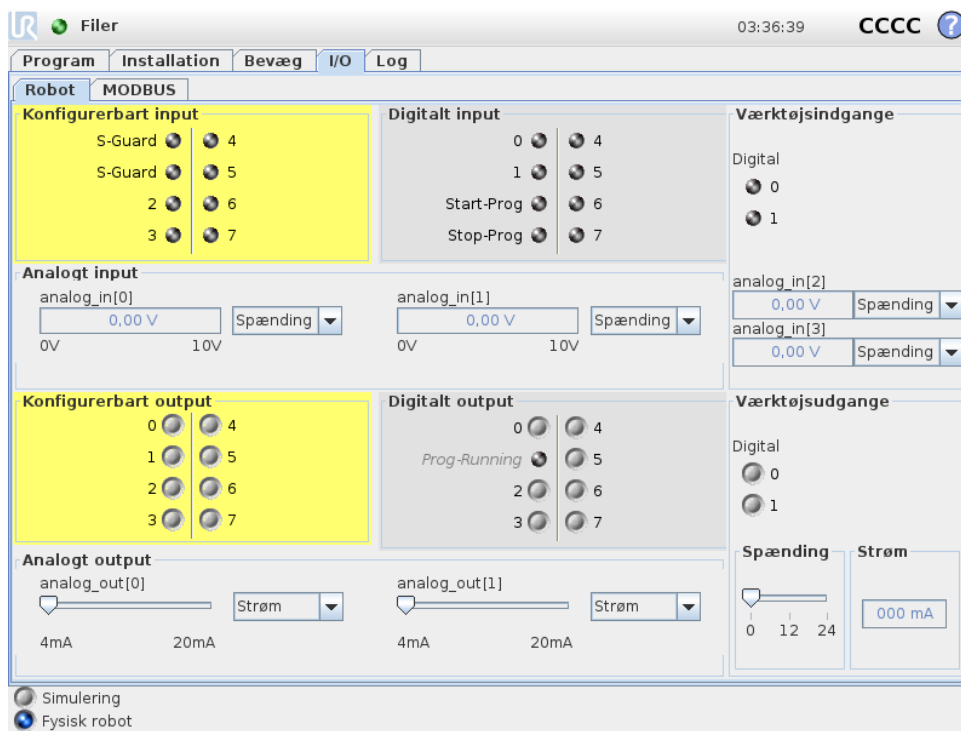 UR Filer 03:36:39 CCCC ?
Program Installation Bevæg I/O Log
Robot MODBUS
Konfigurerbart input
S-Guard 4
S-Guard 5
2 6
3 7
Digitalt input
0 4
1 5
Start-Prog 6
Stop-Prog 7
Værktøjsindgange
Digital
0
1
Analogt input
analog_in[0]
0,00 V Spænding
0V 10V
analog_in[1]
0,00 V Spænding
0V 10V
analog_in[2]
0,00 V Spænding
analog_in[3]
0,00 V Spænding
Konfigurerbart output
0 4
1 5
2 6
3 7
Digitalt output
0 4
Prog-Running 5
2 6
3 7
Værktøjsudgange
Digital
0
1
Analogt output
analog_out[0]
Strøm
4mA 20mA
analog_out[1]
Strøm
4mA 20mA
Spænding
0 12 24
Strøm
000 mA
Simulering
Fysisk robot